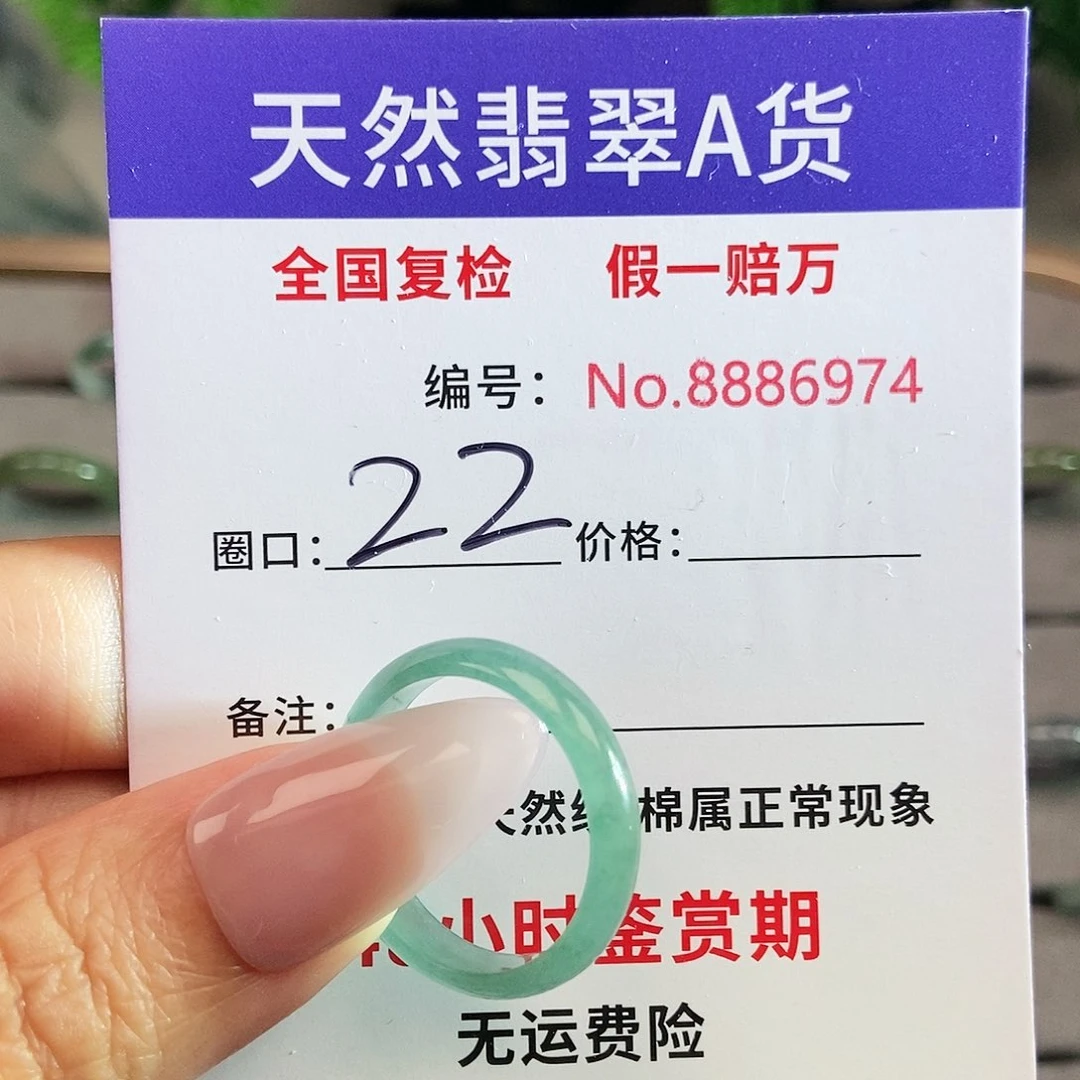 天然翡翠A货
全国复检 假一赔万
编号：No.8886974
圈口：22 价格：
备注：
然 棉属正常现象
小时鉴赏期
无运费险